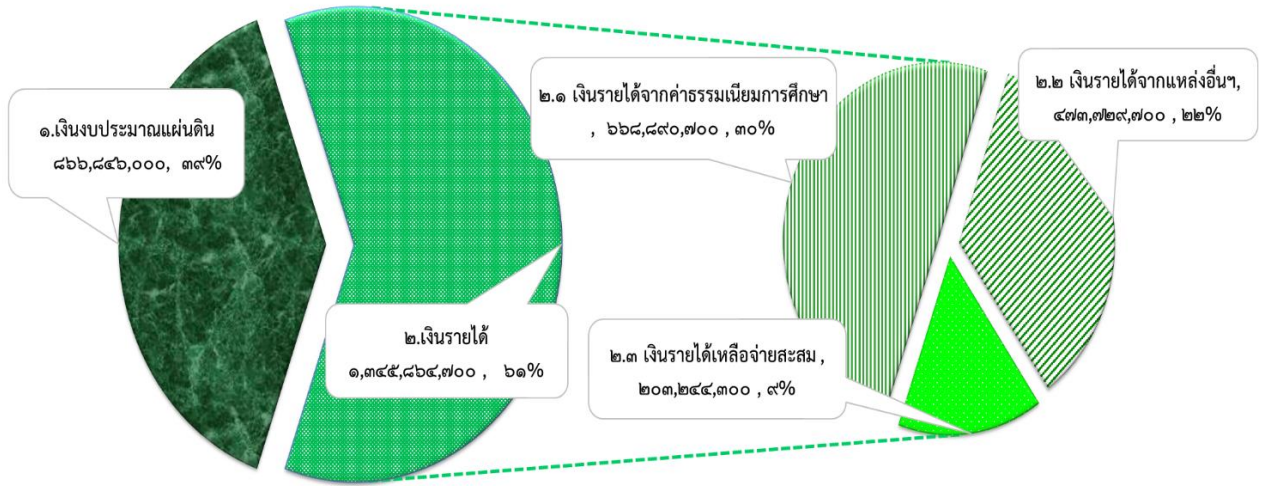 ๑.เงินงบประมาณแผ่นดิน
๘๖๖,๘๔๖,๐๐๐, ๓๙%
๒.เงินรายได้
๑,๓๔๕,๘๖๔,๗๐๐ , ๖๑%
๒.๑ เงินรายได้จากค่าธรรมเนียมการศึกษา
, ๖๖๘,๘๙๐,๗๐๐ , ๓๐%
๒.๒ เงินรายได้จากแหล่งอื่นๆ,
๔๗๓,๗๒๙,๗๐๐ , ๒๒%
๒.๓ เงินรายได้เหลือจ่ายสะสม ,
๒๐๓,๒๔๔,๓๐๐ , ๙%